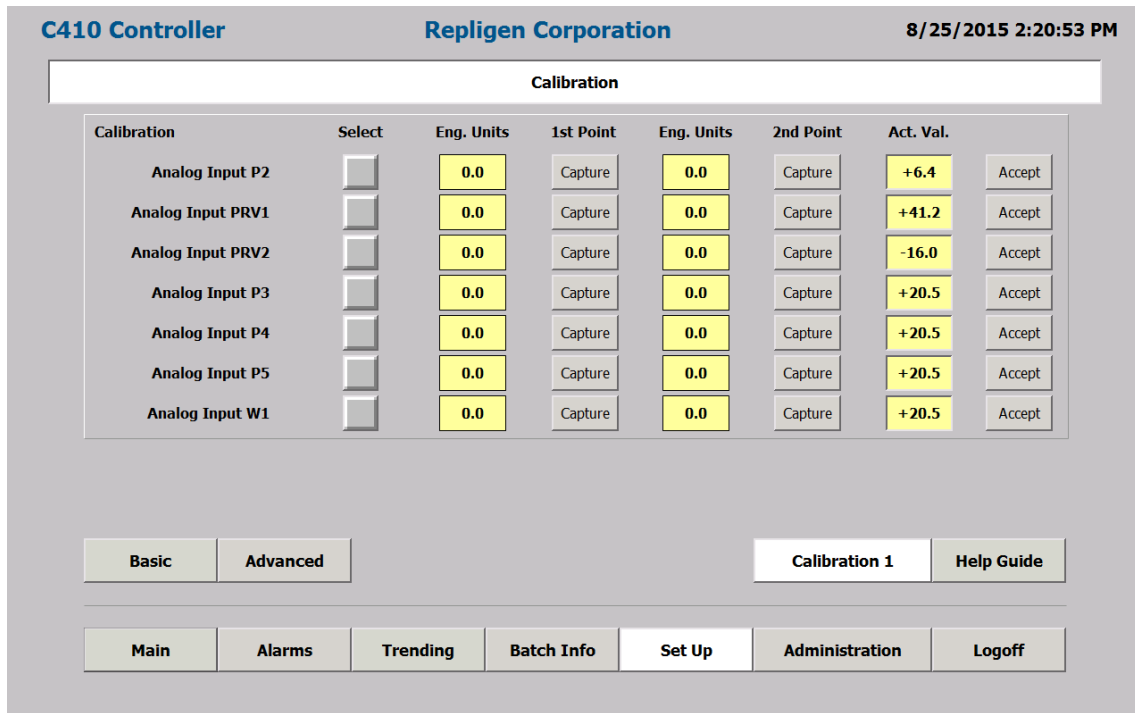 C410 Controller Repligen Corporation 8/25/2015 2:20:53 PM
Calibration
Calibration Select Eng. Units 1st Point Eng. Units 2nd Point Act. Val.
Analog Input P2 0.0 Capture 0.0 Capture +6.4 Accept
Analog Input PRV1 0.0 Capture 0.0 Capture +41.2 Accept
Analog Input PRV2 0.0 Capture 0.0 Capture -16.0 Accept
Analog Input P3 0.0 Capture 0.0 Capture +20.5 Accept
Analog Input P4 0.0 Capture 0.0 Capture +20.5 Accept
Analog Input P5 0.0 Capture 0.0 Capture +20.5 Accept
Analog Input W1 0.0 Capture 0.0 Capture +20.5 Accept
Basic Advanced Calibration 1 Help Guide
Main Alarms Trending Batch Info Set Up Administration Logoff